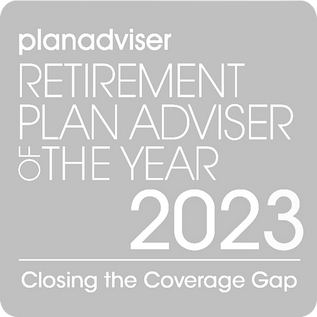 planadviser
RETIREMENT
PLAN ADVISER
OF THE YEAR
2023
Closing the Coverage Gap